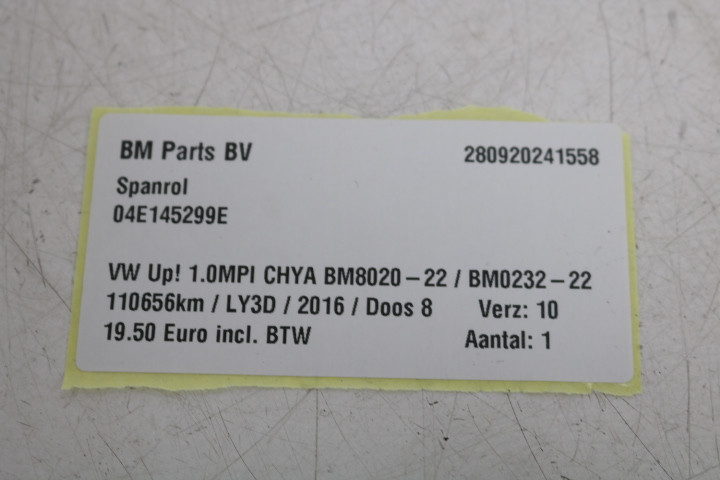 BM Parts BV 280920241558
Spanrol
04E145299E
VW Up! 1.0MPI CHYA BM8020-22 / BM0232-22
110656km / LY3D / 2016 / Doos 8 Verz: 10
19.50 Euro incl. BTW Aantal: 1